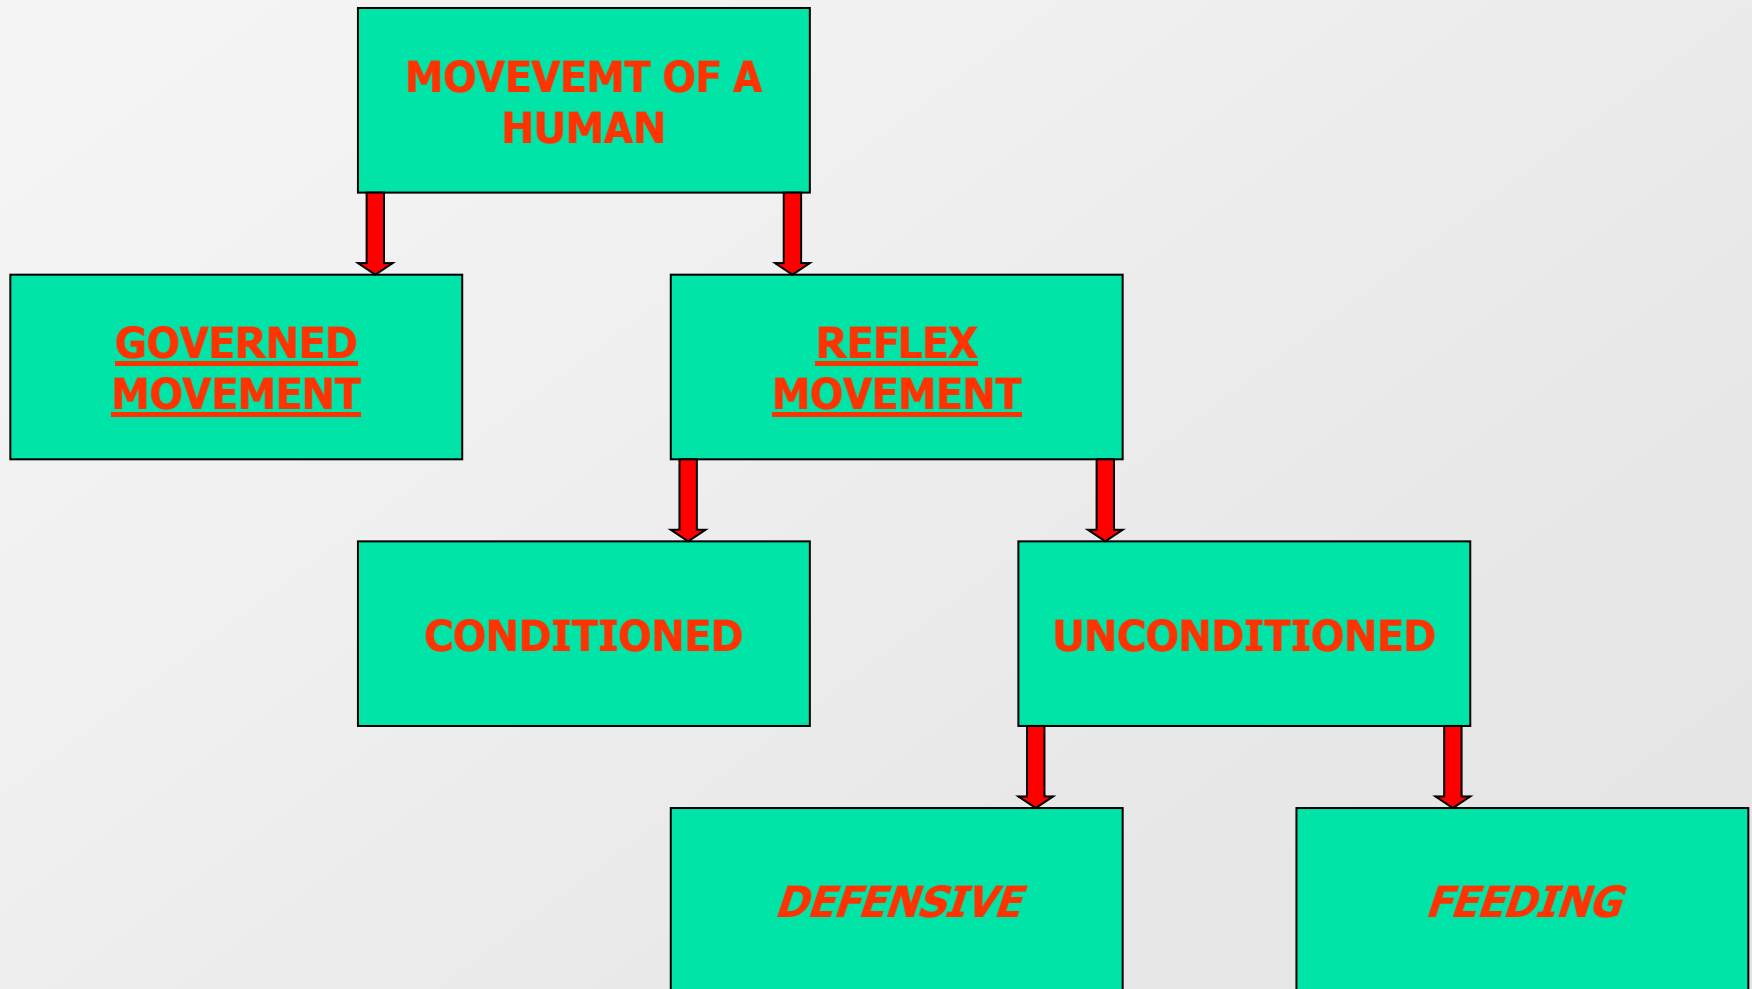 MOVEVEMT OF A
HUMAN
GOVERNED
MOVEMENT
REFLEX
MOVEMENT
CONDITIONED
UNCONDITIONED
DEFENSIVE
FEEDING